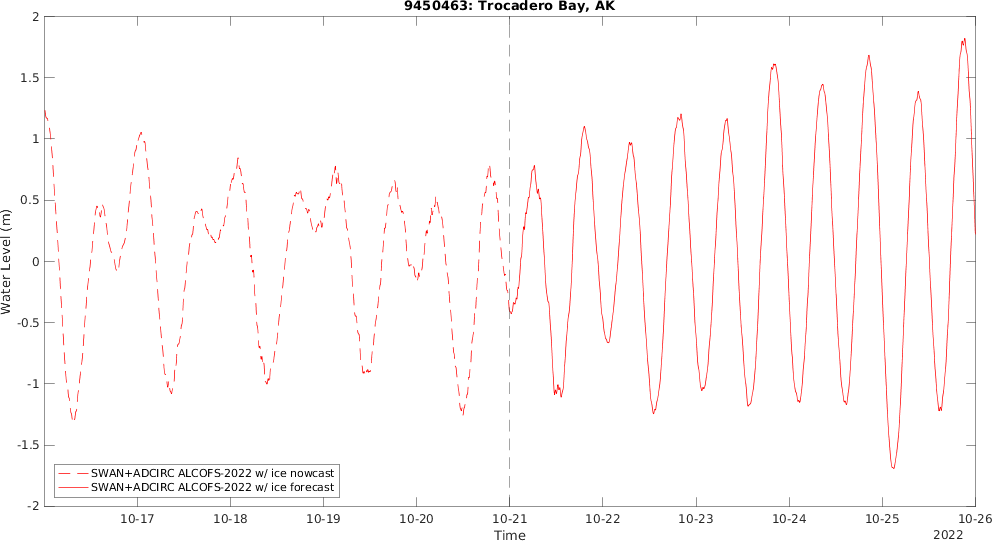 9450463: Trocadero Bay, AK
2
1.5
1
0.5
0
-0.5
-1
-1.5
-2
Water Level (m)
SWAN+ADCIRC ALCOFS-2022 w/ ice nowcast
SWAN+ADCIRC ALCOFS-2022 w/ ice forecast
10-17 10-18 10-19 10-20 10-21 10-22 10-23 10-24 10-25 10-26
Time
2022